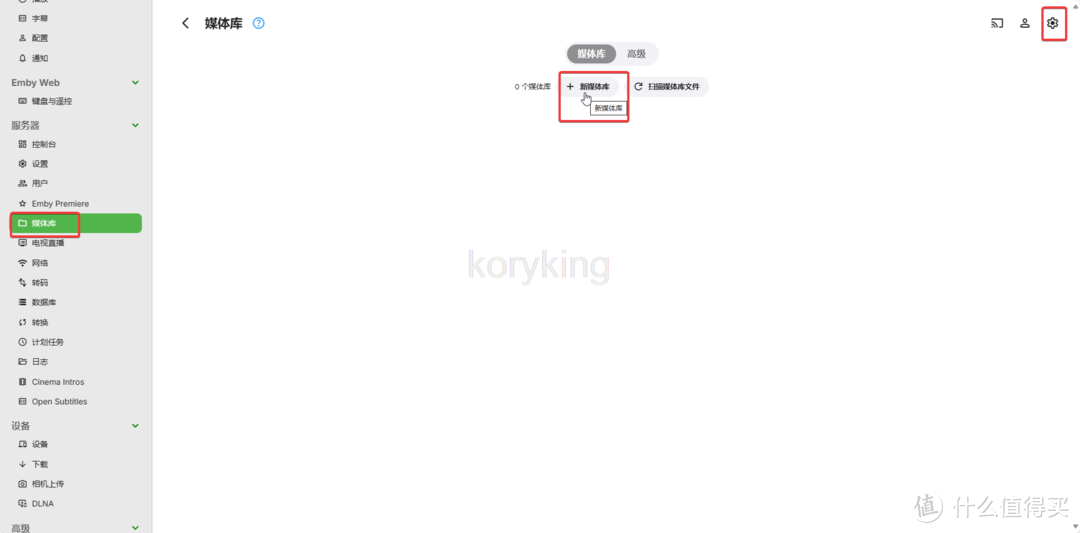 字幕
配置
通知
Emby Web
键盘与遥控
服务器
控制台
设置
用户
Emby Premiere
媒体库
电视直播
网络
转码
数据库
转换
计划任务
日志
Cinema Intros
Open Subtitles
设备
设备
下载
相机上传
DLNA
高级
媒体库
媒体库 高级
0 个媒体库 新媒体库 扫描媒体库文件
新媒体库
koryking
值 什么值得买